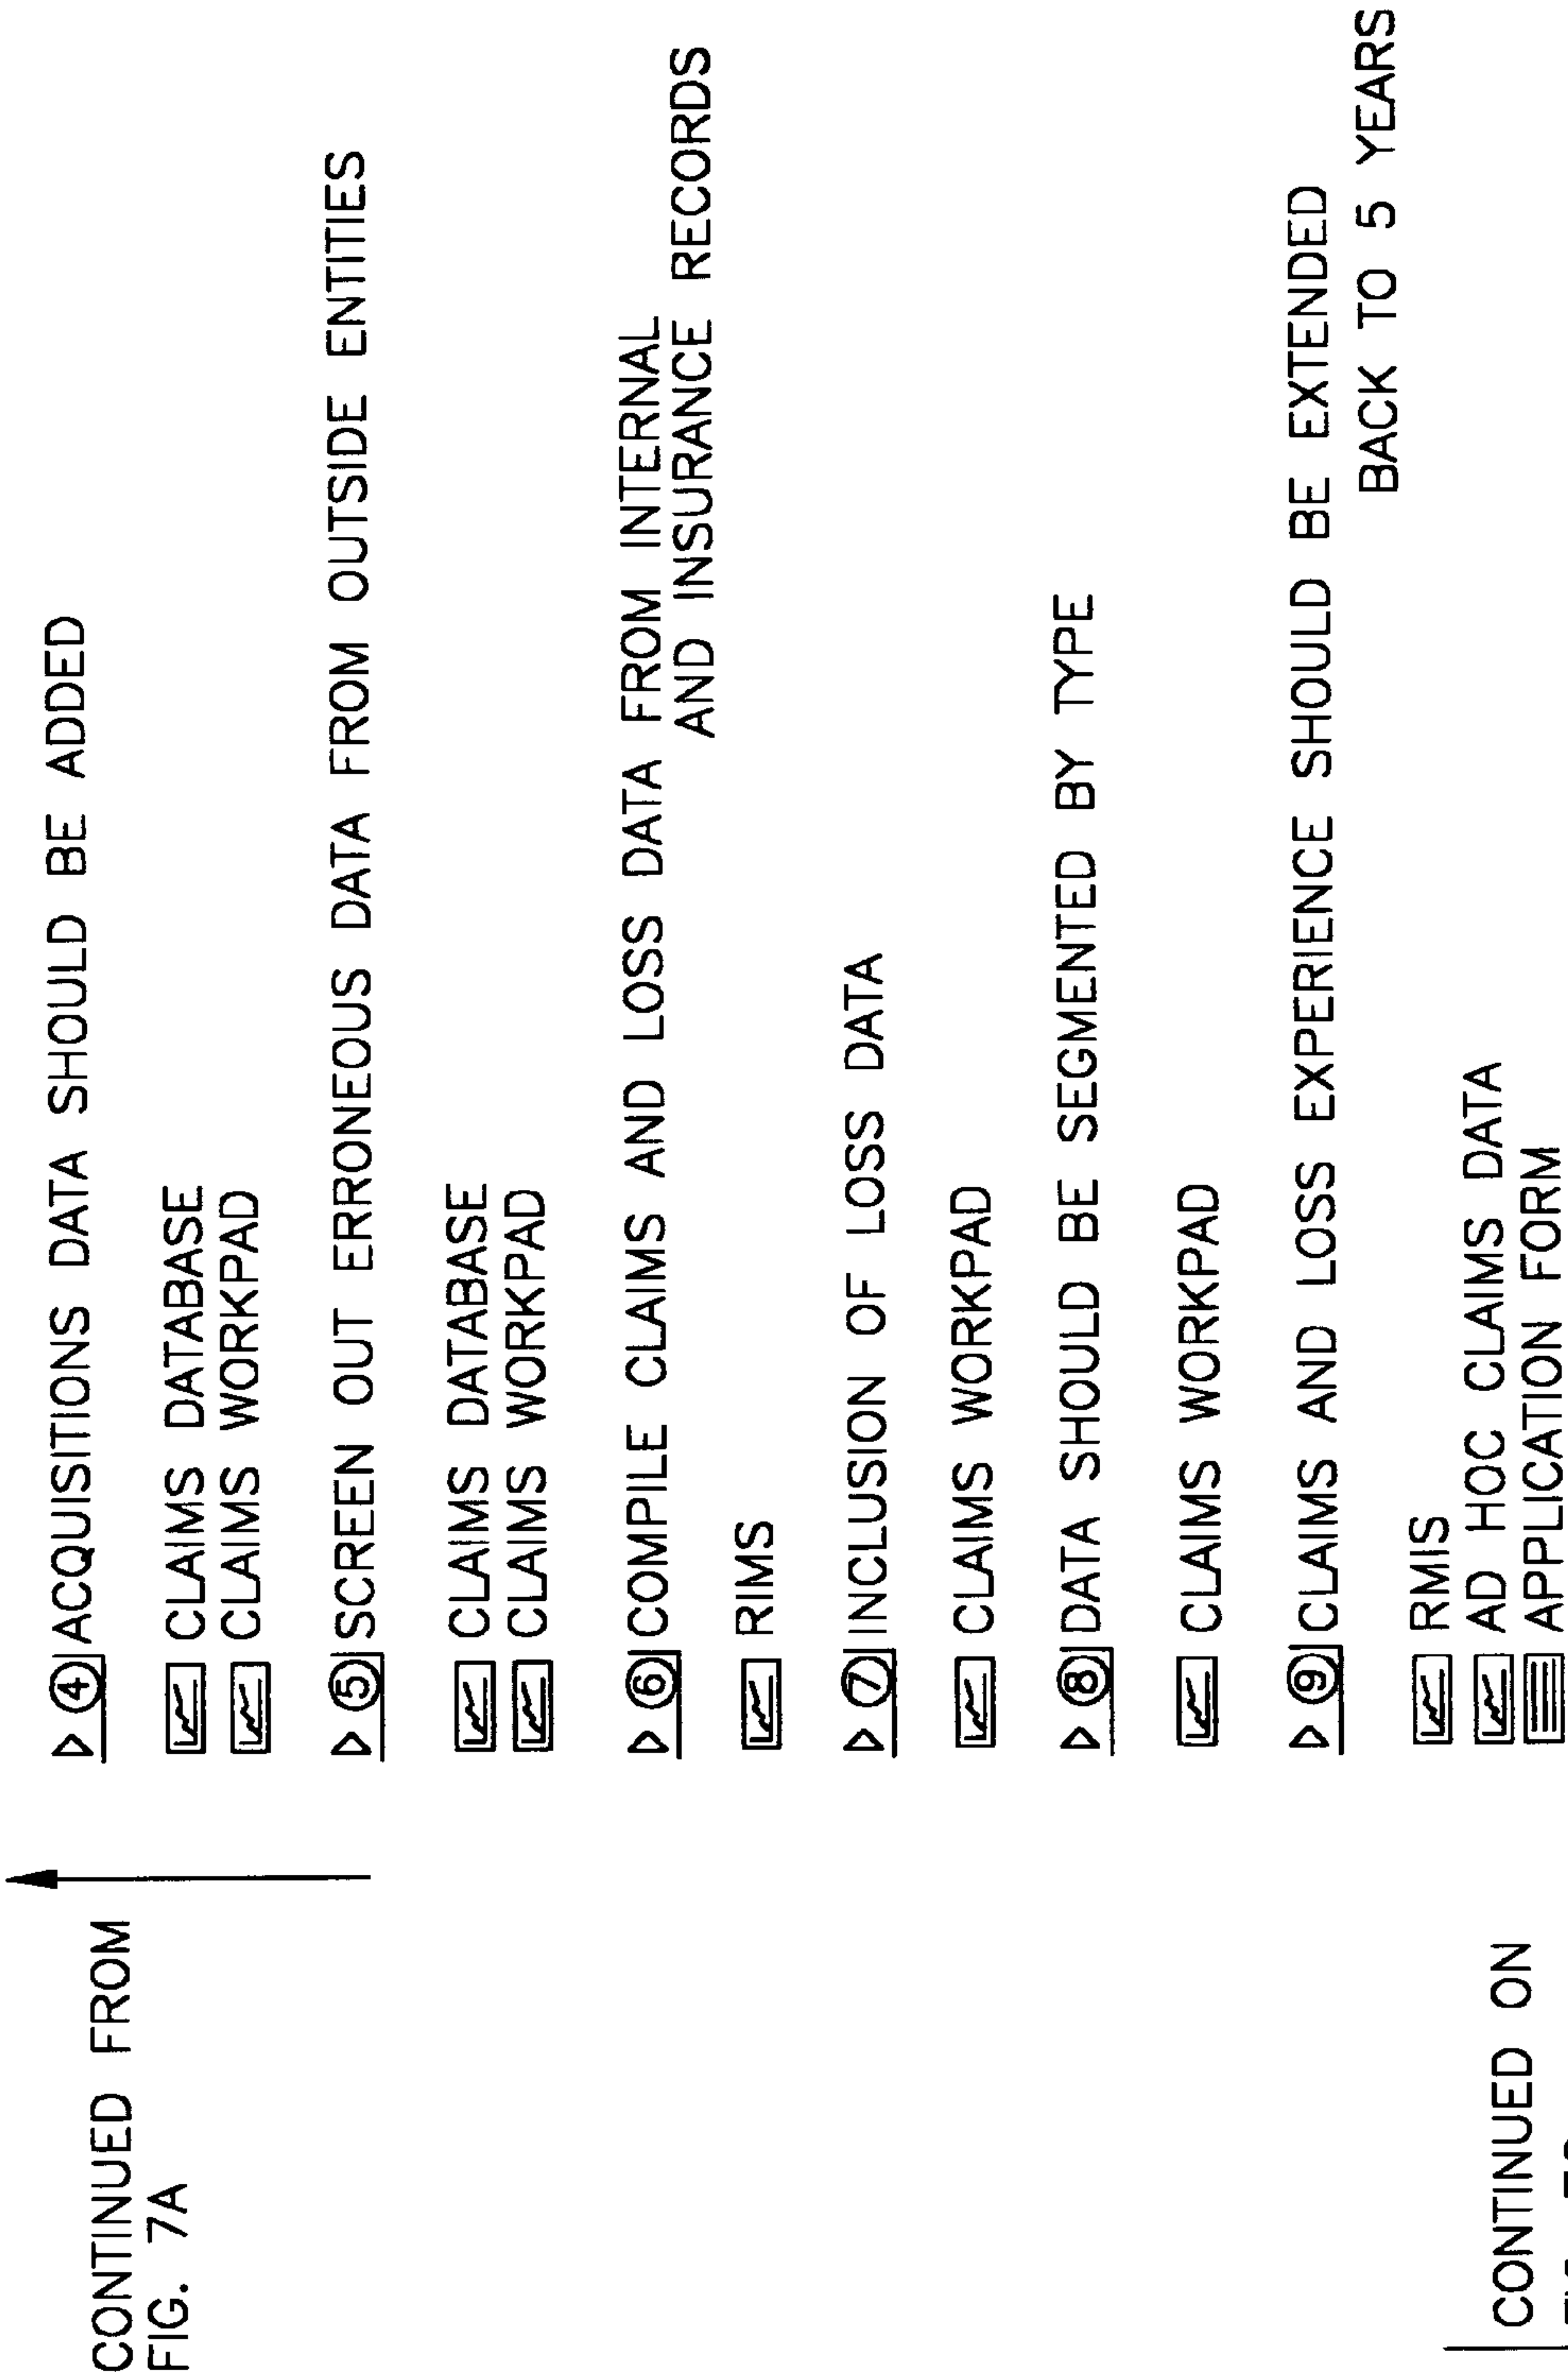 CONTINUED FROM
FIG. 7A
④ ACQUISITIONS DATA SHOULD BE ADDED
CLAIMS DATABASE
CLAIMS WORKPAD
⑤ SCREEN OUT ERRONEOUS DATA FROM OUTSIDE ENTITIES
CLAIMS DATABASE
CLAIMS WORKPAD
⑥ COMPILE CLAIMS AND LOSS DATA FROM INTERNAL
AND INSURANCE RECORDS
RIMS
⑦ INCLUSION OF LOSS DATA
CLAIMS WORKPAD
⑧ DATA SHOULD BE SEGMENTED BY TYPE
CLAIMS WORKPAD
⑨ CLAIMS AND LOSS EXPERIENCE SHOULD BE EXTENDED
BACK TO 5 YEARS
RMIS
AD HOC CLAIMS DATA
APPLICATION FORM
CONTINUED ON